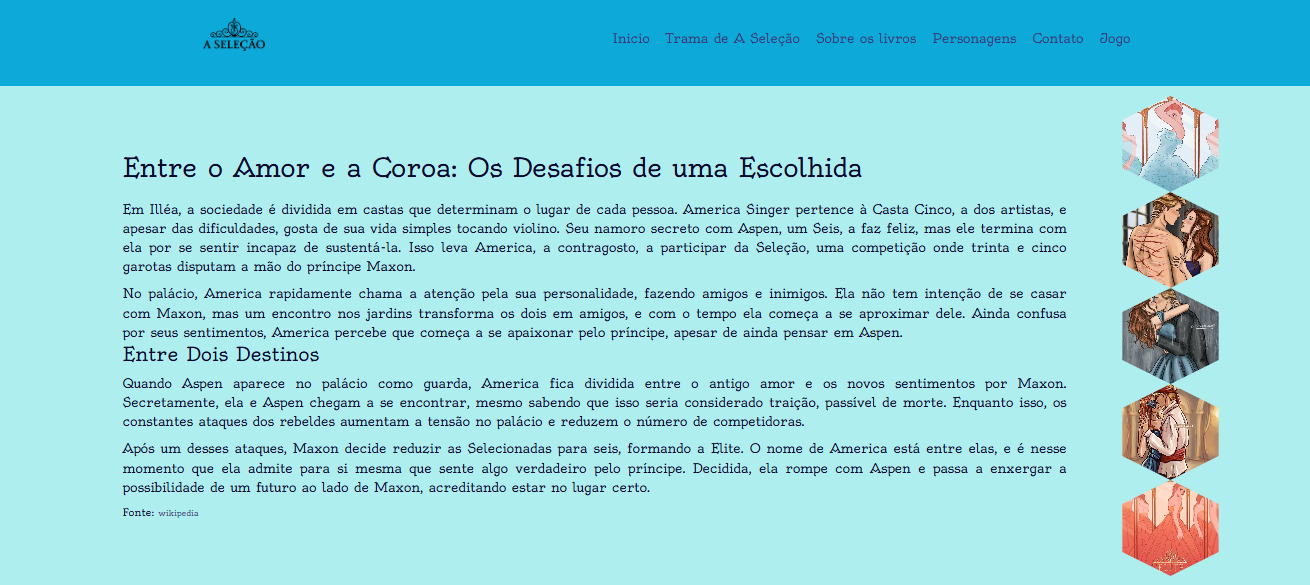 A SELEÇÃO
Inicio Trama de A Seleção Sobre os livros Personagens Contato Jogo
Entre o Amor e a Coroa: Os Desafios de uma Escolhida
Em Illéa, a sociedade é dividida em castas que determinam o lugar de cada pessoa. America Singer pertence à Casta Cinco, a dos artistas, e
apesar das dificuldades, gosta de sua vida simples tocando violino. Seu namoro secreto com Aspen, um Seis, a faz feliz, mas ele termina com
ela por se sentir incapaz de sustentá-la. Isso leva America, a contragosto, a participar da Seleção, uma competição onde trinta e cinco
garotas disputam a mão do príncipe Maxon.
No palácio, America rapidamente chama a atenção pela sua personalidade, fazendo amigos e inimigos. Ela não tem intenção de se casar
com Maxon, mas um encontro nos jardins transforma os dois em amigos, e com o tempo ela começa a se aproximar dele. Ainda confusa
por seus sentimentos, America percebe que começa a se apaixonar pelo príncipe, apesar de ainda pensar em Aspen.
Entre Dois Destinos
Quando Aspen aparece no palácio como guarda, America fica dividida entre o antigo amor e os novos sentimentos por Maxon.
Secretamente, ela e Aspen chegam a se encontrar, mesmo sabendo que isso seria considerado traição, passível de morte. Enquanto isso, os
constantes ataques dos rebeldes aumentam a tensão no palácio e reduzem o número de competidoras.
Após um desses ataques, Maxon decide reduzir as Selecionadas para seis, formando a Elite. O nome de America está entre elas, e é nesse
momento que ela admite para si mesma que sente algo verdadeiro pelo príncipe. Decidida, ela rompe com Aspen e passa a enxergar a
possibilidade de um futuro ao lado de Maxon, acreditando estar no lugar certo.
Fonte: wikipedia